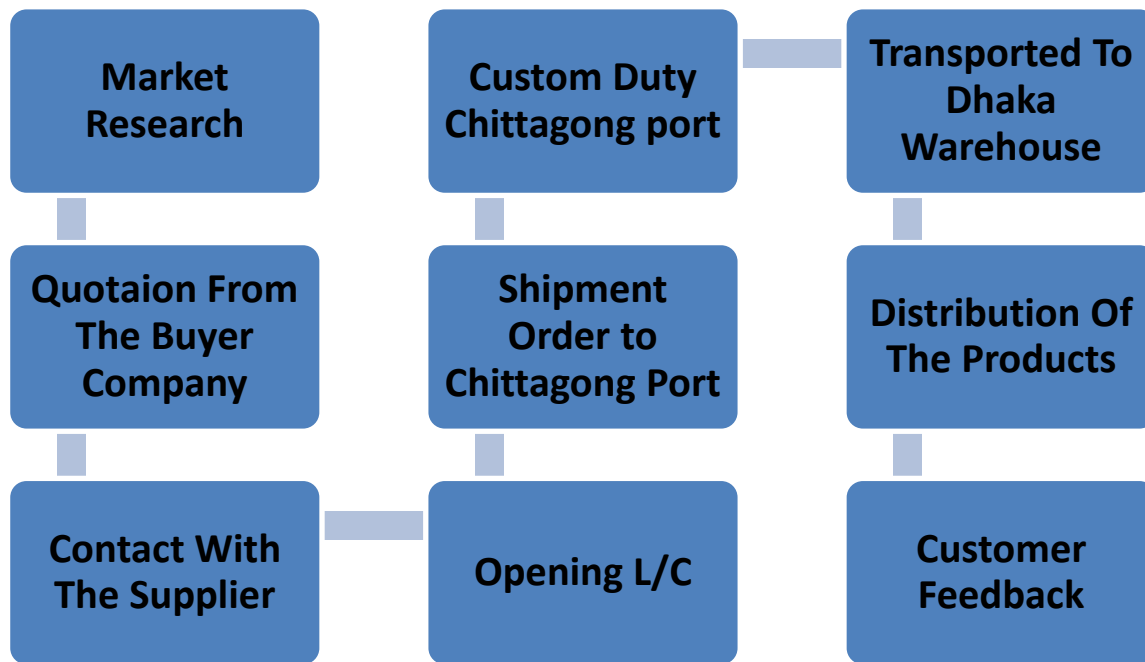 Market
Research
Quotaion From
The Buyer
Company
Contact With
The Supplier
Opening L/C
Shipment
Order to
Chittagong Port
Custom Duty
Chittagong port
Transported To
Dhaka
Warehouse
Distribution Of
The Products
Customer
Feedback